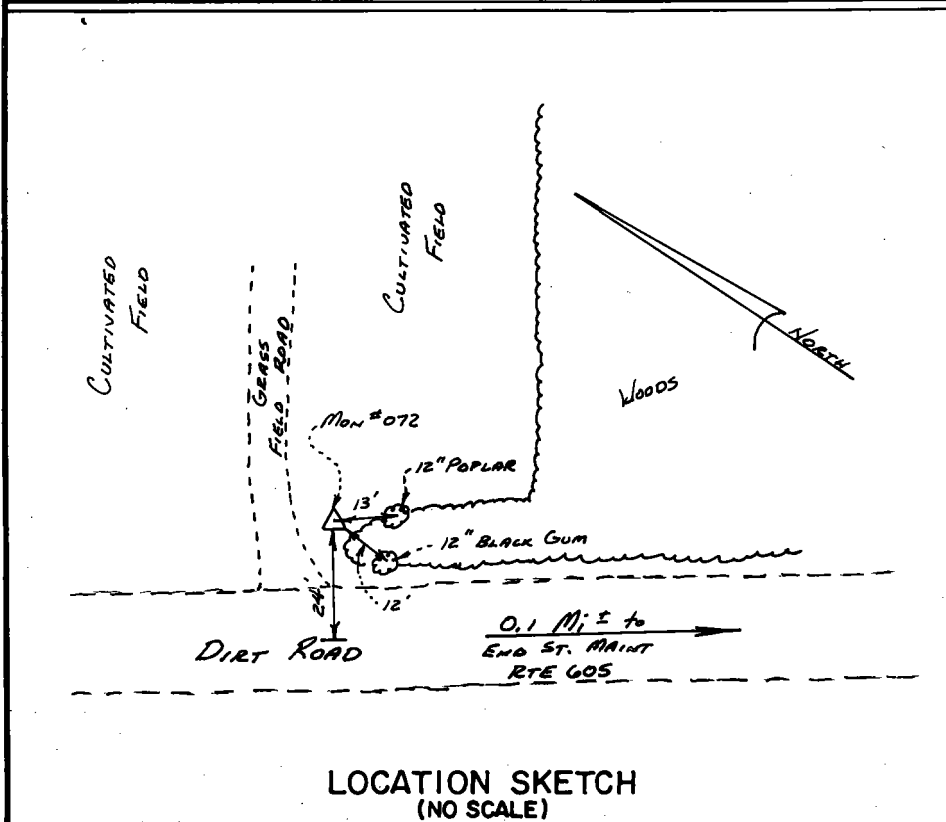 CULTIVATED
FIELD
CULTIVATED
FIELD
GRASS
FIELD ROAD
NORTH
WOODS
MON #072
12" POPLAR
13'
12" BLACK GUM
24'
12'
DIRT ROAD
0.1 Mi ± to
END ST. MAINT
RTE 605
LOCATION SKETCH
(NO SCALE)